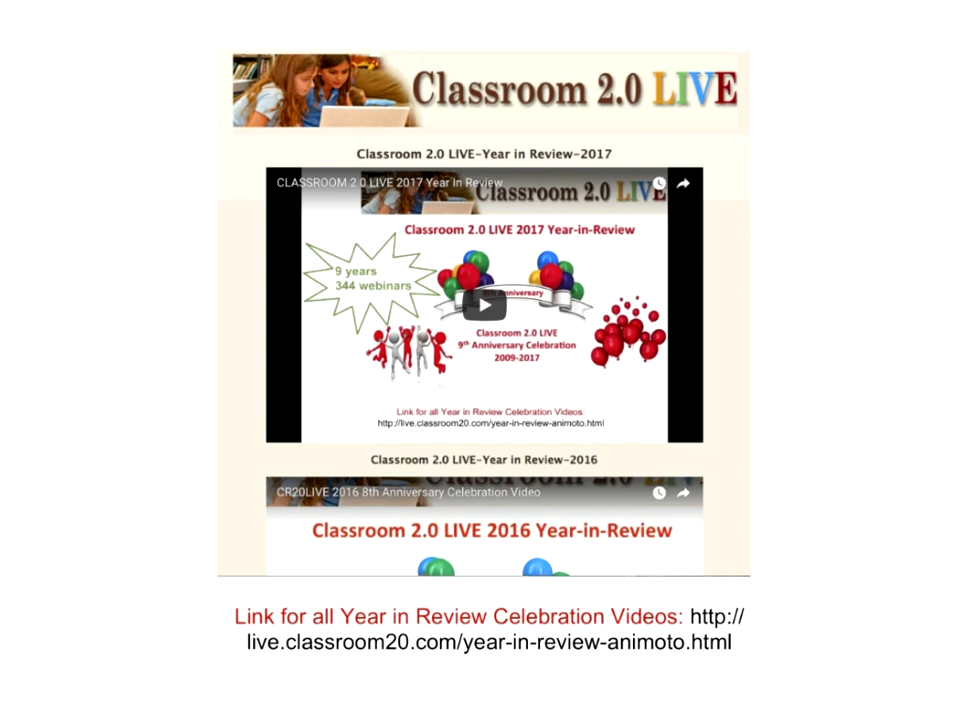 Classroom 2.0 LIVE
Classroom 2.0 LIVE-Year in Review-2017
CLASSROOM 2 0 LIVE 2017 Year In Review
Classroom 2.0 LIVE
Classroom 2.0 LIVE 2017 Year-in-Review
9 years
344 webinars
Anniversary
Classroom 2.0 LIVE
9th Anniversary Celebration
2009-2017
Link for all Year in Review Celebration Videos:
http://live.classroom20.com/year-in-review-animoto.html
Classroom 2.0 LIVE-Year in Review-2016
CR20LIVE 2016 8th Anniversary Celebration Video
Classroom 2.0 LIVE 2016 Year-in-Review
Link for all Year in Review Celebration Videos: http://
live.classroom20.com/year-in-review-animoto.html